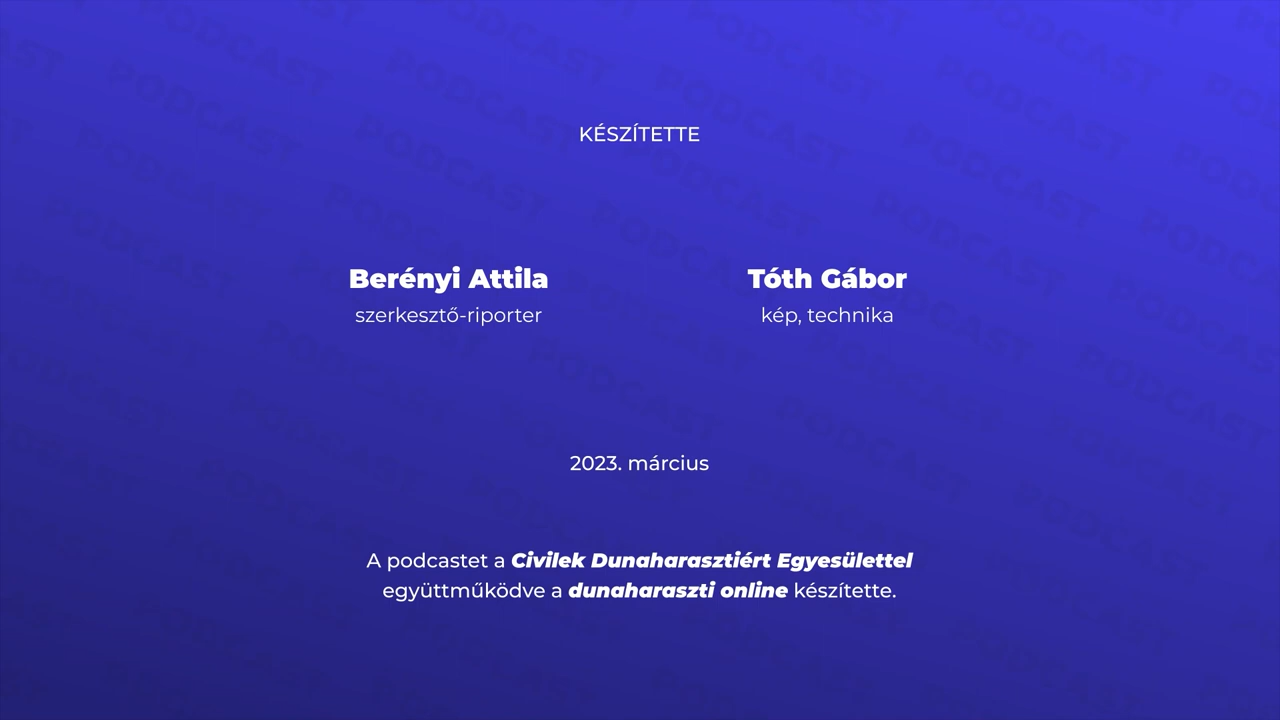 KÉSZÍTETTE
Berényi Attila
szerkesztő-riporter
Tóth Gábor
kép, technika
2023. március
A podcastet a Civilek Dunaharasztiért Egyesülettel
együttműködve a dunaharaszti online készítette.